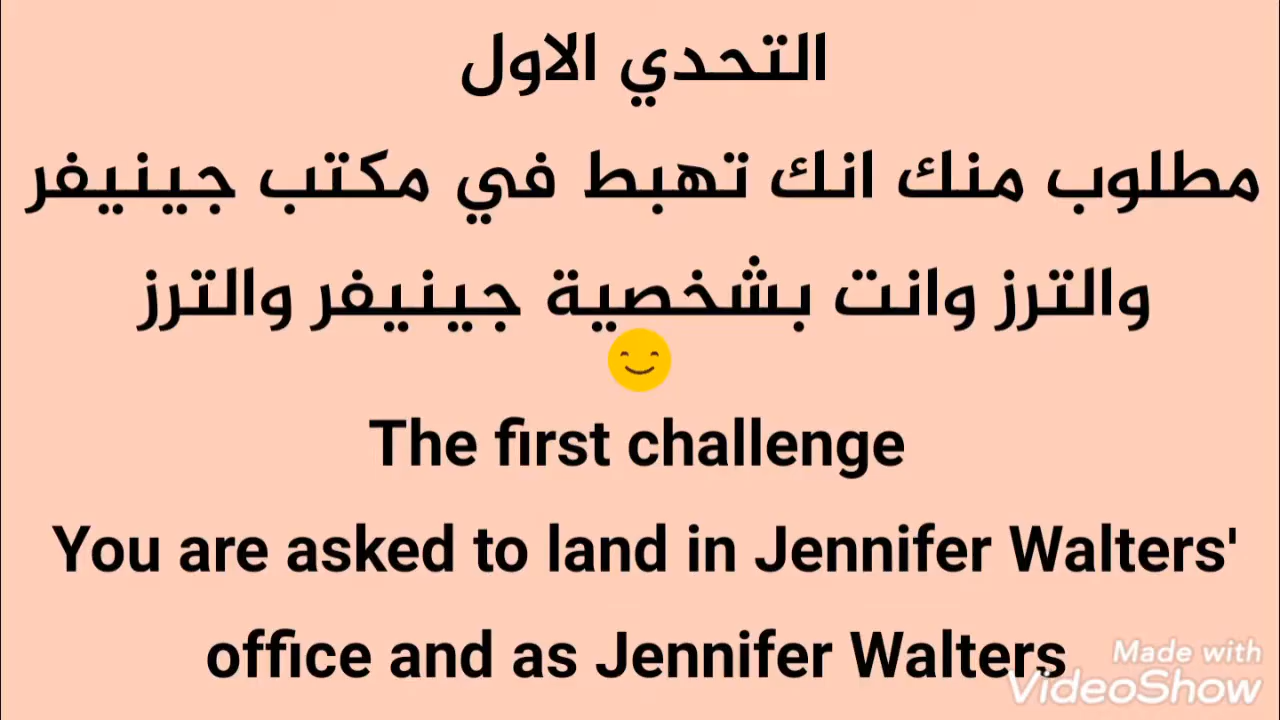 التحدي الاول
مطلوب منك انك تهبط في مكتب جينيفر
والترز وانت بشخصية جينيفر والترز
😊
The first challenge
You are asked to land in Jennifer Walters'
office and as Jennifer Walters
Made with
VideoShow